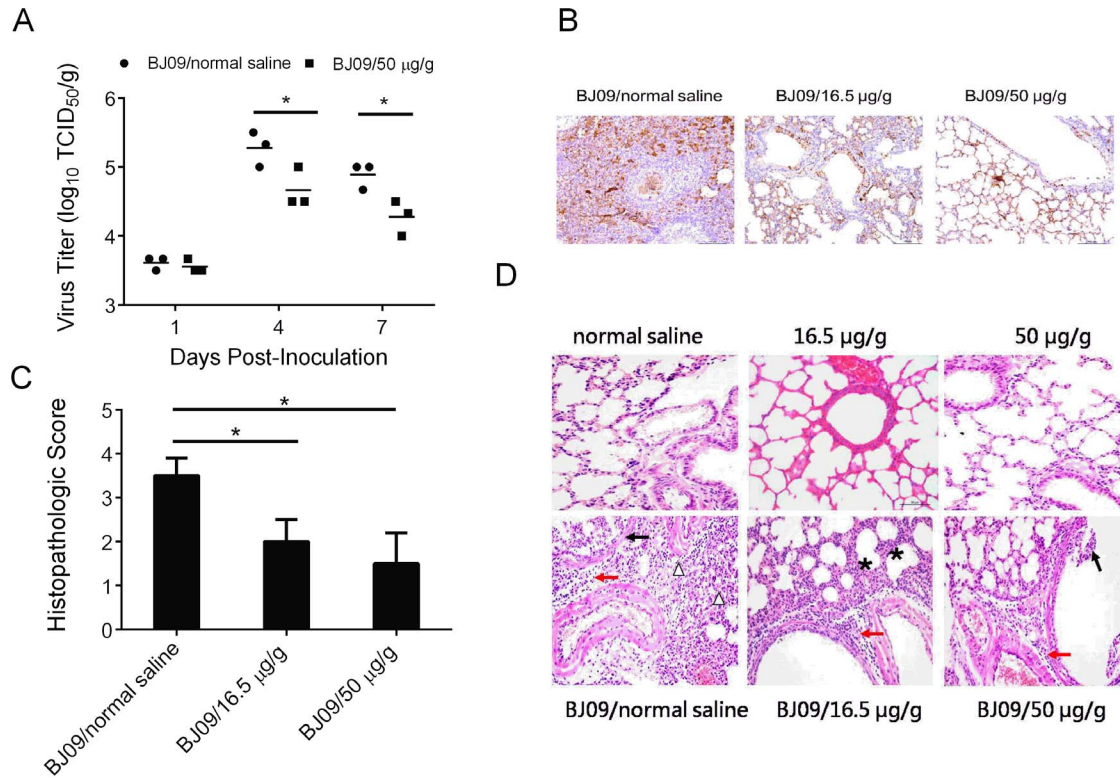 A
● BJ09/normal saline ■ BJ09/50 μg/g
Virus Titer (log10 TCID50/g)
6
5
4
3
*
*
1 4 7
Days Post-Inoculation
B
BJ09/normal saline BJ09/16.5 μg/g BJ09/50 μg/g
C
Histopathologic Score
5
4
3
2
1
0
*
*
BJ09/normal saline
BJ09/16.5 μg/g
BJ09/50 μg/g
D
normal saline 16.5 μg/g 50 μg/g
* *
BJ09/normal saline BJ09/16.5 μg/g BJ09/50 μg/g